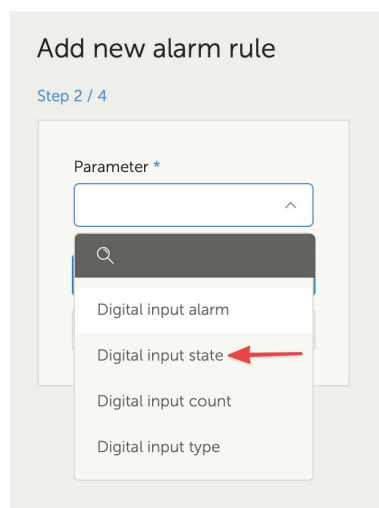 Add new alarm rule
Step 2 / 4
Parameter *
Digital input alarm
Digital input state
Digital input count
Digital input type